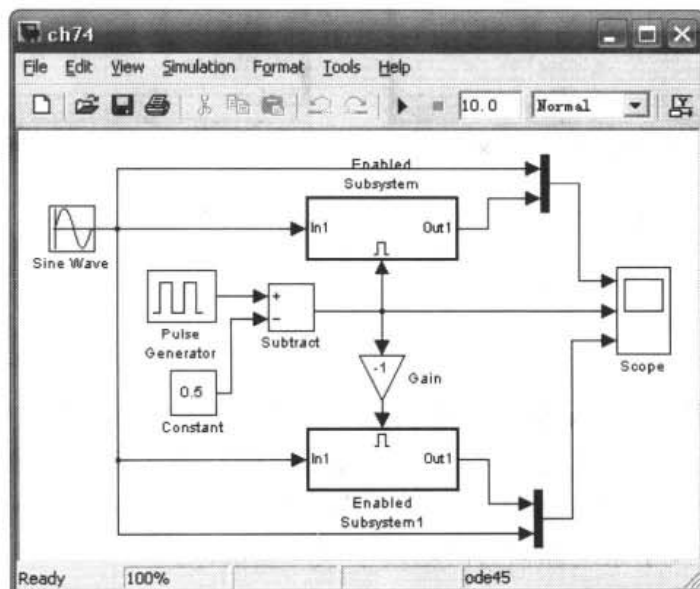 ch74
File Edit View Simulation Format Tools Help
10.0 Normal
Enabled
Subsystem
In1 Out1
Sine Wave
+
−
Pulse
Generator
Subtract
-1
Gain
Scope
0.5
Constant
In1 Out1
Enabled
Subsystem1
Ready 100% ode45